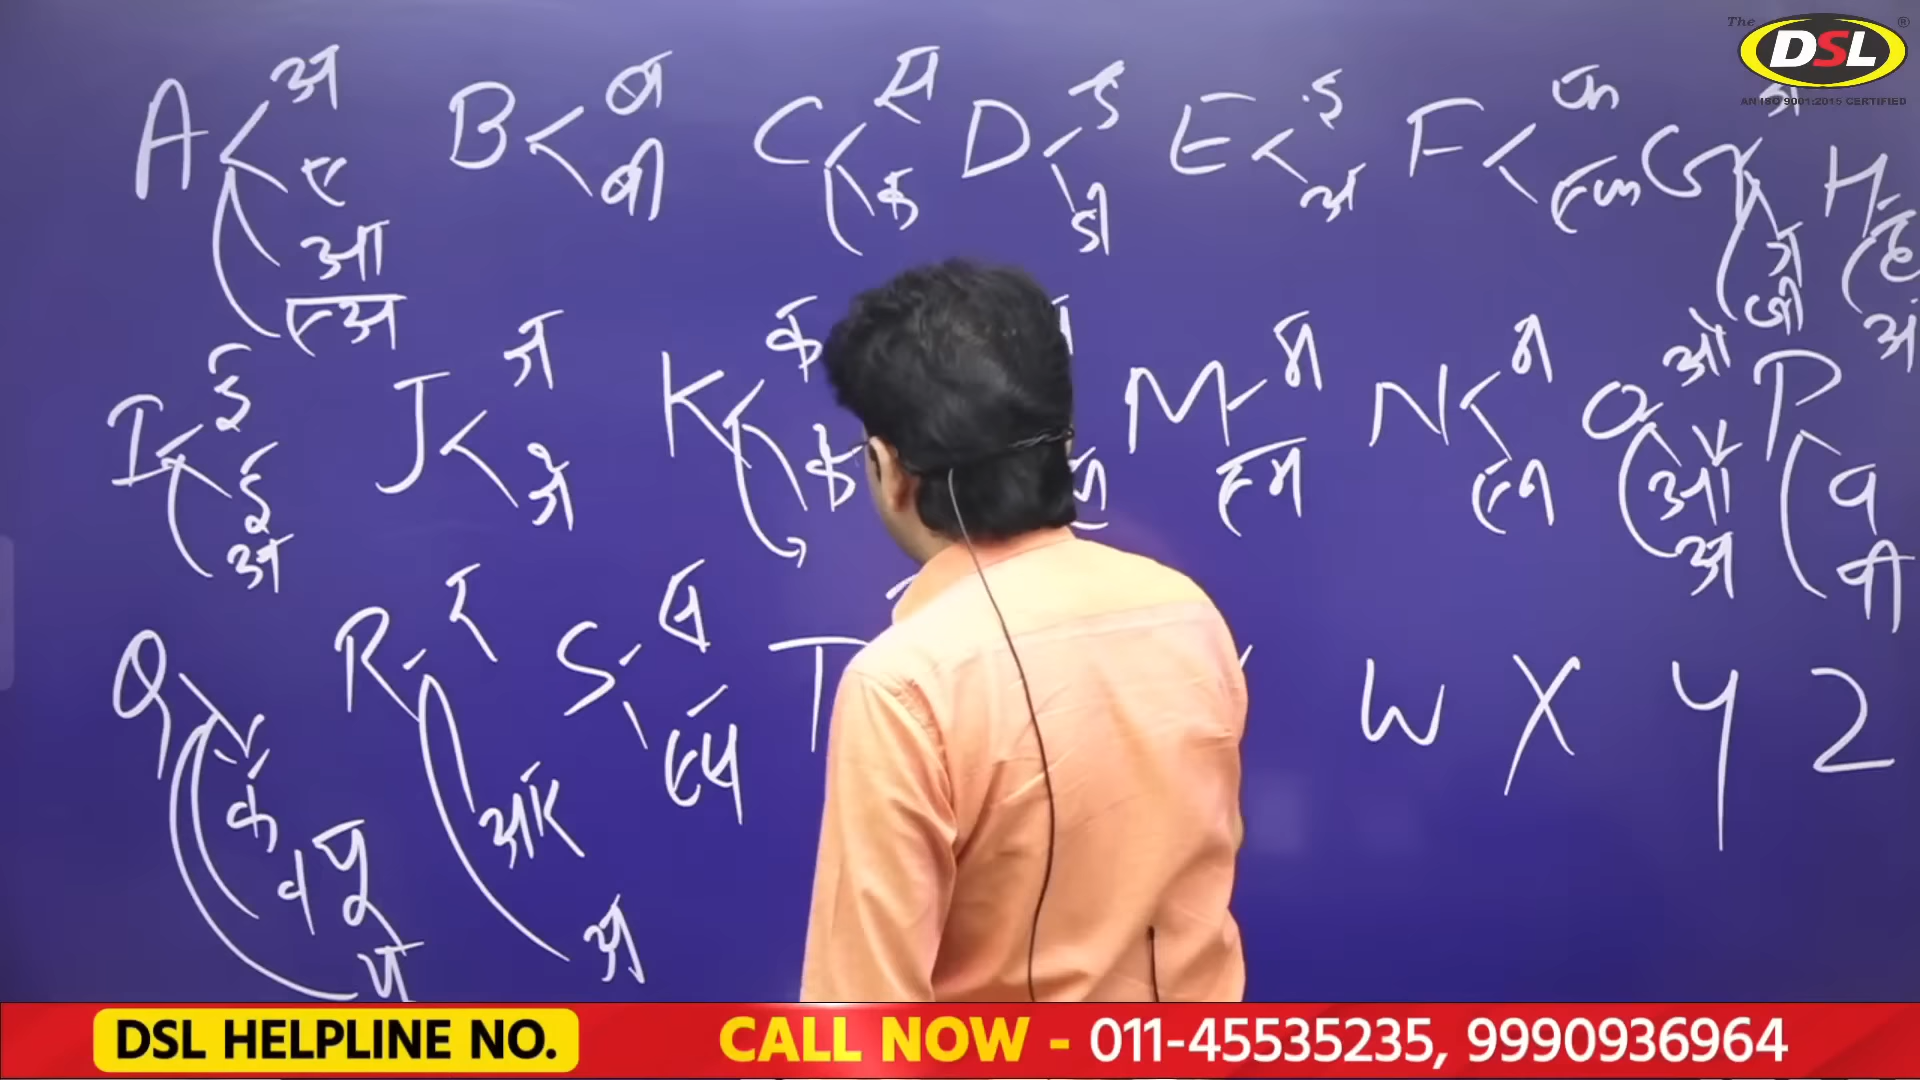 The DSL ®
AN ISO 9001:2015 CERTIFIED
A अ ए आ एअ
B ब बी
C स क
D ड डी
E इ अ
F फ एफ
G ग ज जी
H ह
I ई ई अ
J ज जे
K क के
M म एम
N न एन
O ओ ऑ अ
P प पी
Q क क्यू
R र आर
S स एस
T
W
X
Y
Z
DSL HELPLINE NO.
CALL NOW - 011-45535235, 9990936964